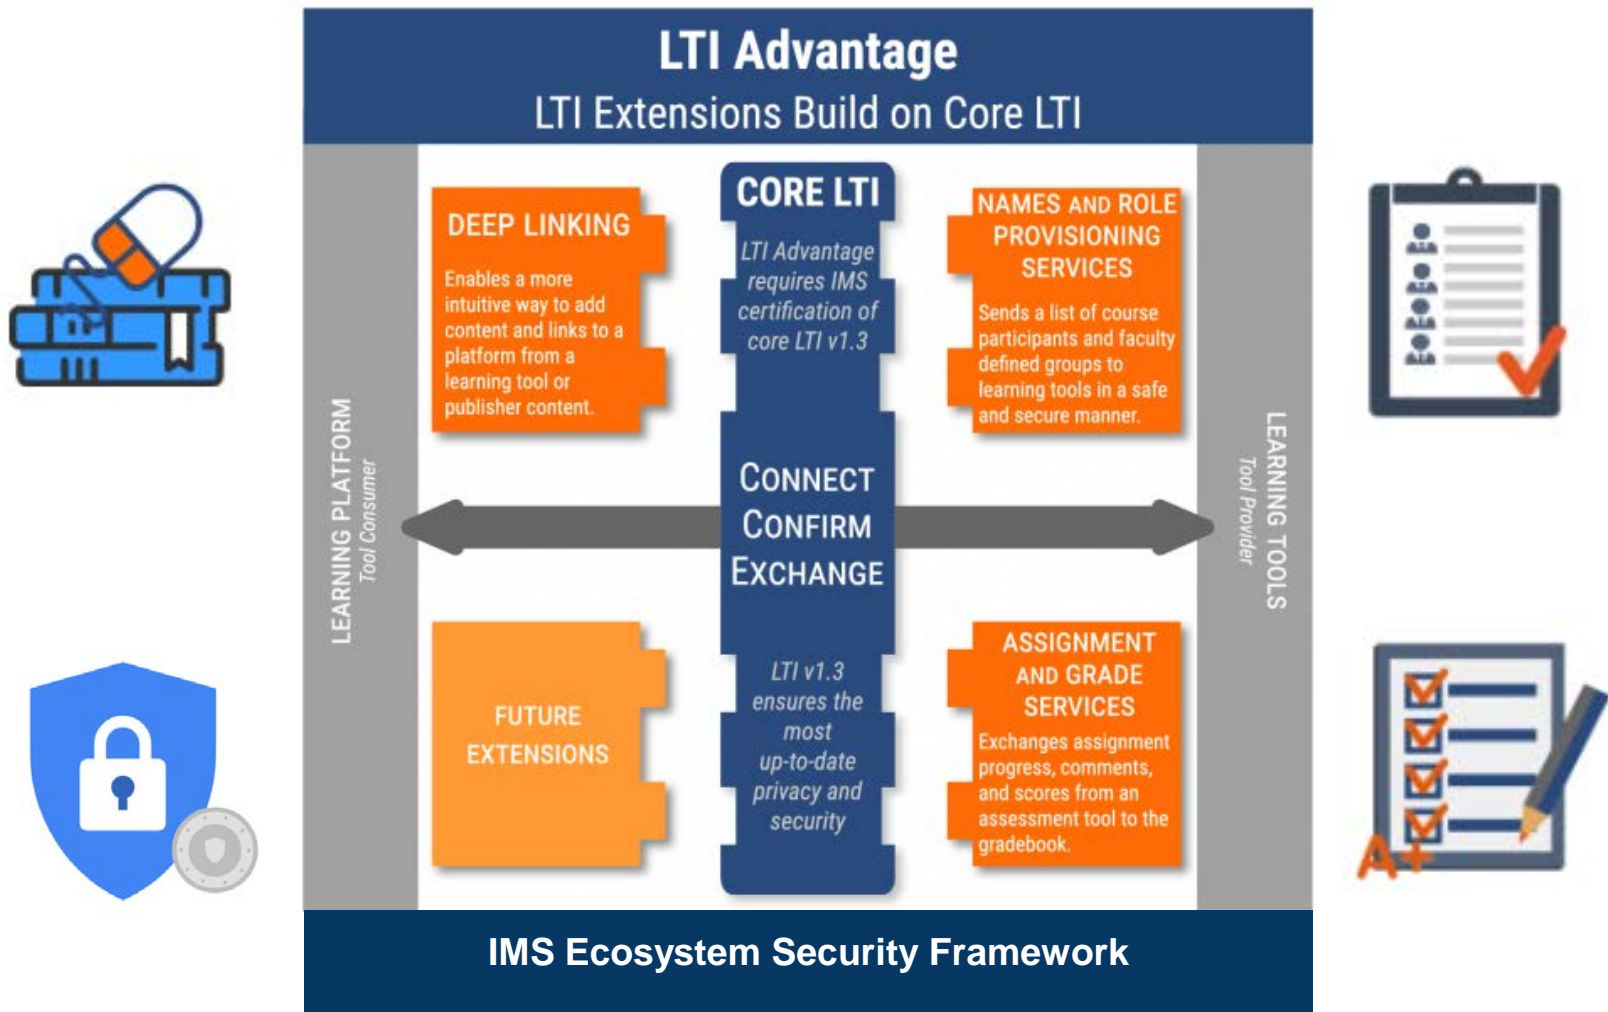 LTI Advantage
LTI Extensions Build on Core LTI
LEARNING PLATFORM
Tool Consumer
DEEP LINKING
Enables a more
intuitive way to add
content and links to a
platform from a
learning tool or
publisher content.
FUTURE
EXTENSIONS
CORE LTI
LTI Advantage
requires IMS
certification of
core LTI v1.3
CONNECT
CONFIRM
EXCHANGE
LTI v1.3
ensures the
most
up-to-date
privacy and
security
NAMES AND ROLE
PROVISIONING
SERVICES
Sends a list of course
participants and faculty
defined groups to
learning tools in a safe
and secure manner.
ASSIGNMENT
AND GRADE
SERVICES
Exchanges assignment
progress, comments,
and scores from an
assessment tool to the
gradebook.
LEARNING TOOLS
Tool Provider
A+
IMS Ecosystem Security Framework